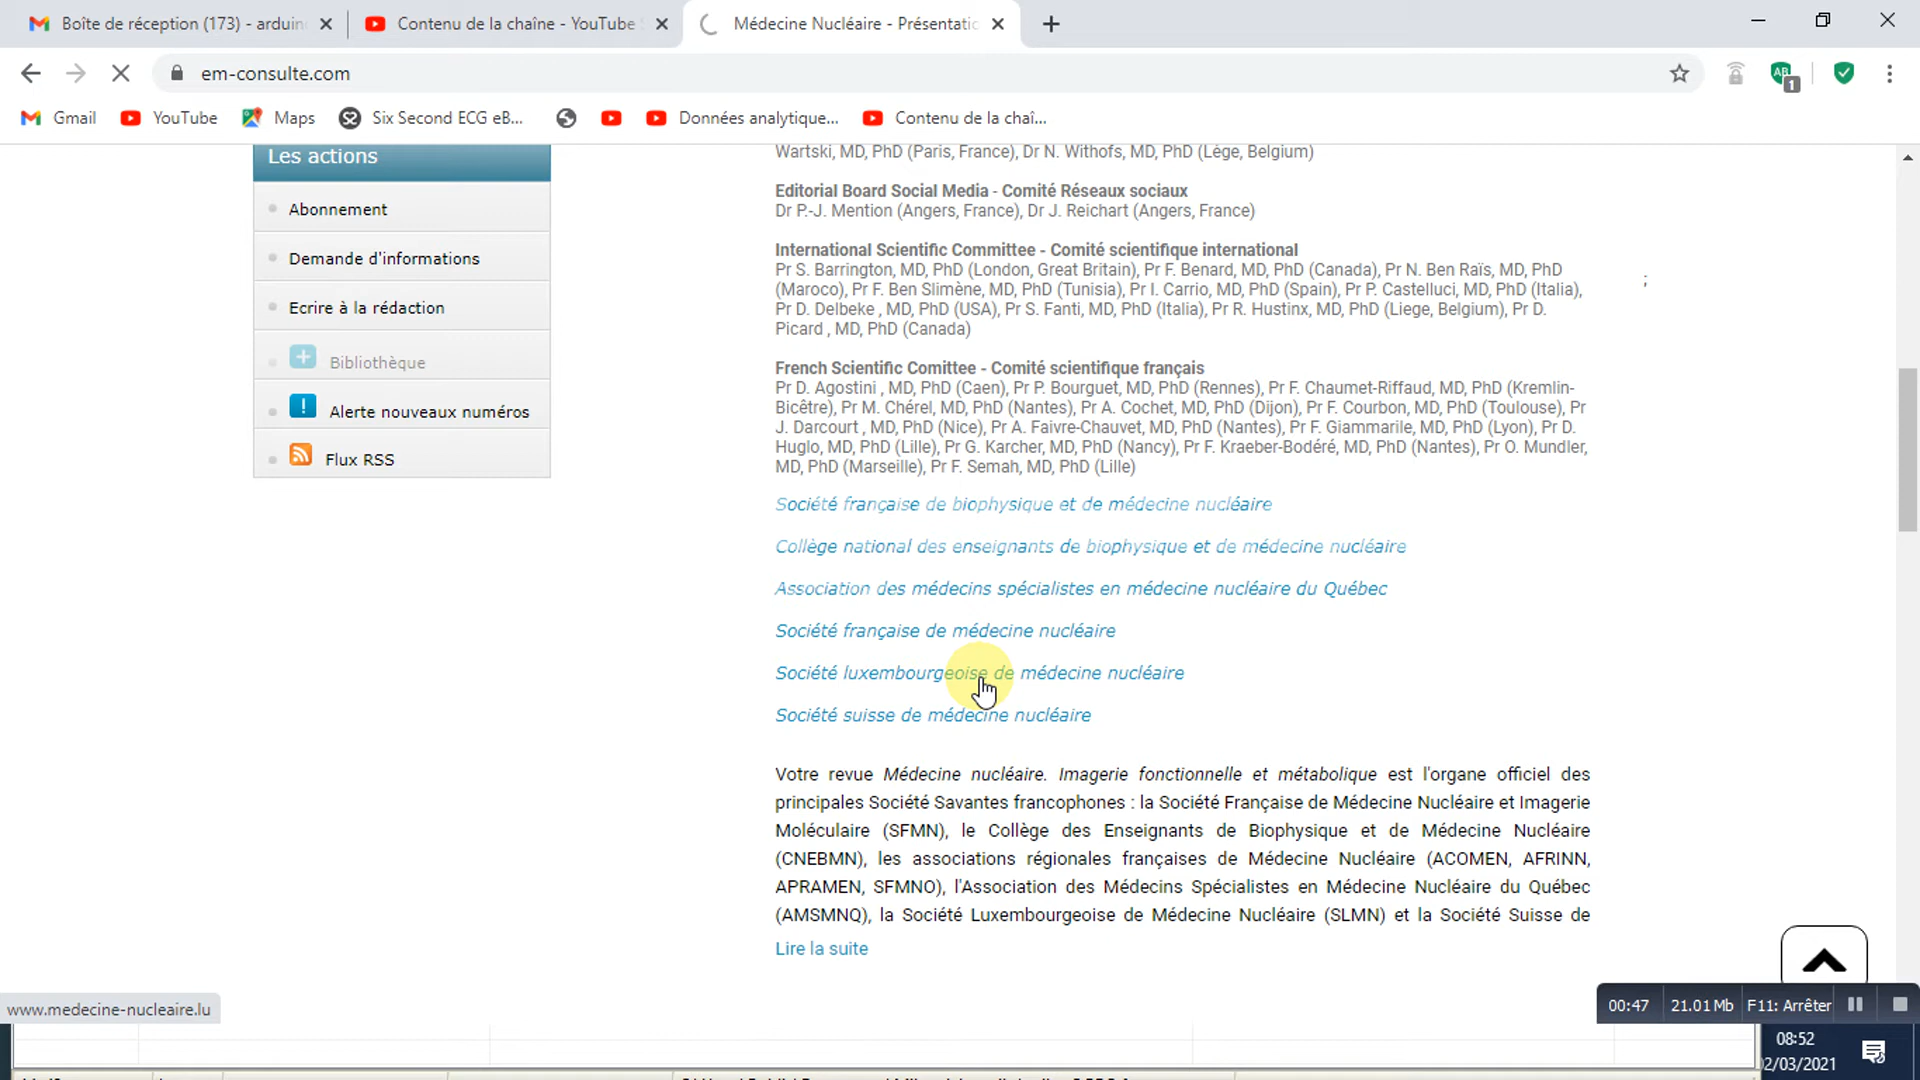 Boîte de réception (173) - arduin
Contenu de la chaîne - YouTube
Médecine Nucléaire - Présentatio
em-consulte.com
1
Gmail
YouTube
Maps
Six Second ECG eB...
Données analytique...
Contenu de la chaî...
Les actions
Abonnement
Demande d'informations
Ecrire à la rédaction
Bibliothèque
Alerte nouveaux numéros
Flux RSS
Wartski, MD, PhD (Paris, France), Dr N. Withofs, MD, PhD (Lège, Belgium)
Editorial Board Social Media - Comité Réseaux sociaux
Dr P.-J. Mention (Angers, France), Dr J. Reichart (Angers, France)
International Scientific Committee - Comité scientifique international
Pr S. Barrington, MD, PhD (London, Great Britain), Pr F. Benard, MD, PhD (Canada), Pr N. Ben Raïs, MD, PhD
(Maroco), Pr F. Ben Slimène, MD, PhD (Tunisia), Pr I. Carrio, MD, PhD (Spain), Pr P. Castelluci, MD, PhD (Italia),
Pr D. Delbeke , MD, PhD (USA), Pr S. Fanti, MD, PhD (Italia), Pr R. Hustinx, MD, PhD (Liege, Belgium), Pr D.
Picard , MD, PhD (Canada)
;
French Scientific Comittee - Comité scientifique français
Pr D. Agostini , MD, PhD (Caen), Pr P. Bourguet, MD, PhD (Rennes), Pr F. Chaumet-Riffaud, MD, PhD (Kremlin-
Bicêtre), Pr M. Chérel, MD, PhD (Nantes), Pr A. Cochet, MD, PhD (Dijon), Pr F. Courbon, MD, PhD (Toulouse), Pr
J. Darcourt , MD, PhD (Nice), Pr A. Faivre-Chauvet, MD, PhD (Nantes), Pr F. Giammarile, MD, PhD (Lyon), Pr D.
Huglo, MD, PhD (Lille), Pr G. Karcher, MD, PhD (Nancy), Pr F. Kraeber-Bodéré, MD, PhD (Nantes), Pr O. Mundler,
MD, PhD (Marseille), Pr F. Semah, MD, PhD (Lille)
Société française de biophysique et de médecine nucléaire
Collège national des enseignants de biophysique et de médecine nucléaire
Association des médecins spécialistes en médecine nucléaire du Québec
Société française de médecine nucléaire
Société luxembourgeoise de médecine nucléaire
Société suisse de médecine nucléaire
Votre revue Médecine nucléaire. Imagerie fonctionnelle et métabolique est l'organe officiel des
principales Société Savantes francophones : la Société Française de Médecine Nucléaire et Imagerie
Moléculaire (SFMN), le Collège des Enseignants de Biophysique et de Médecine Nucléaire
(CNEBMN), les associations régionales françaises de Médecine Nucléaire (ACOMEN, AFRINN,
APRAMEN, SFMNO), l'Association des Médecins Spécialistes en Médecine Nucléaire du Québec
(AMSMNQ), la Société Luxembourgeoise de Médecine Nucléaire (SLMN) et la Société Suisse de
Lire la suite
www.medecine-nucleaire.lu
00:47 21.01 Mb F11: Arrêter
08:52
02/03/2021